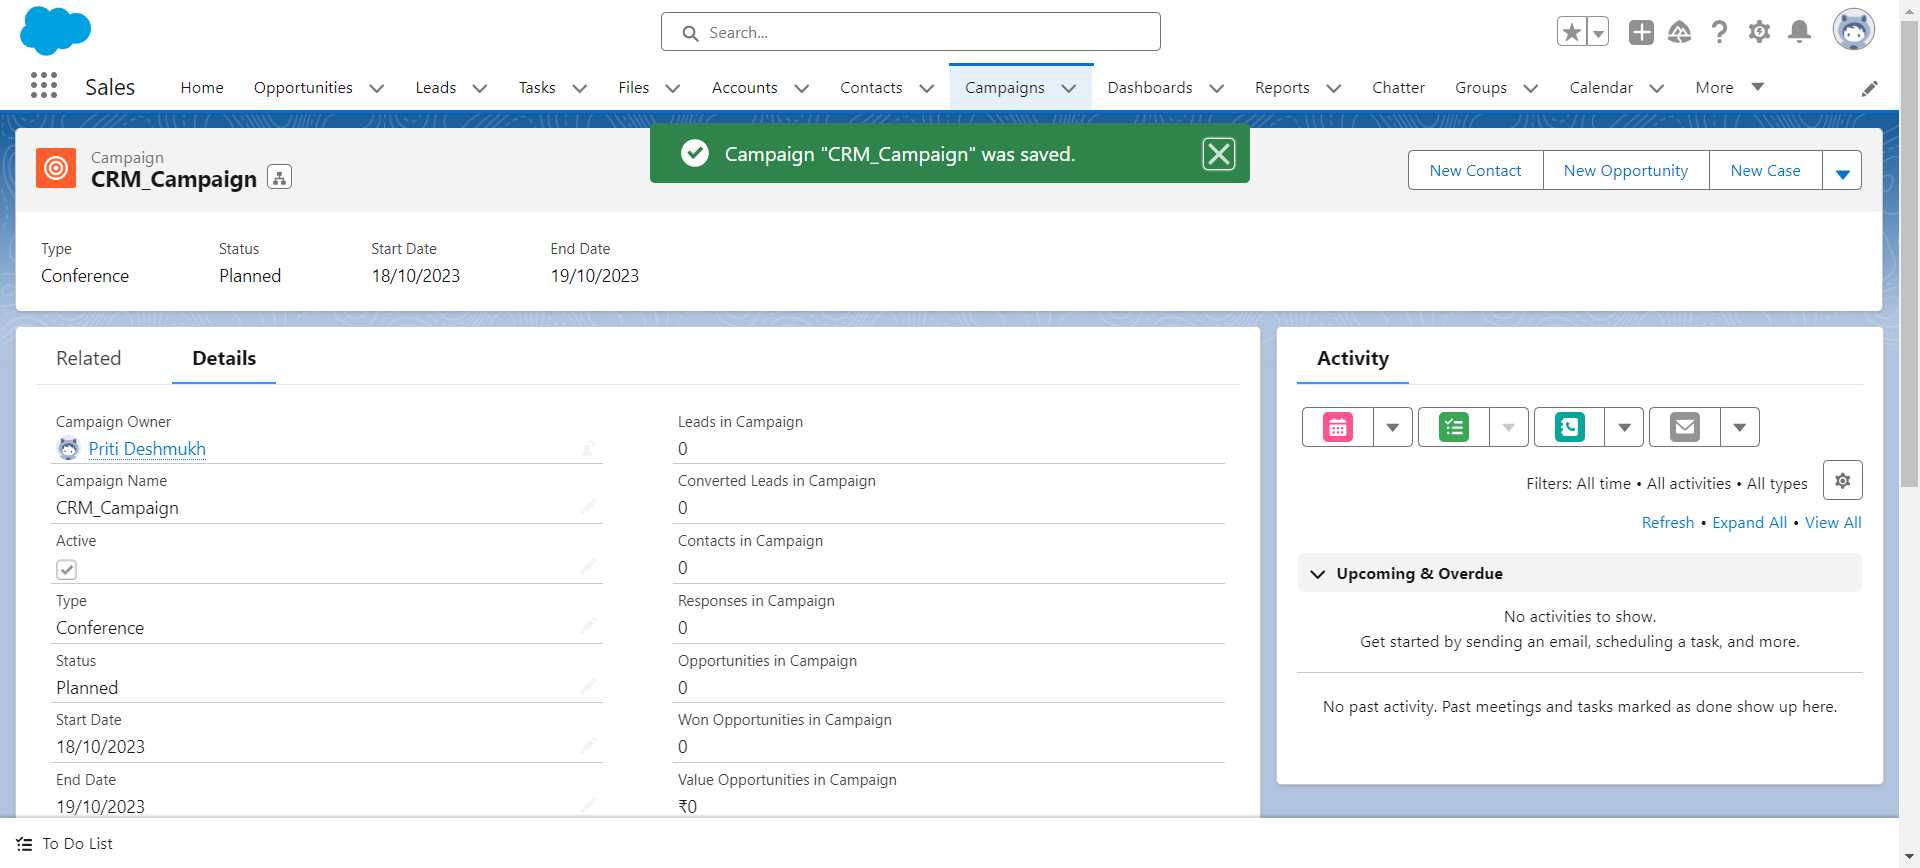 Search...
Sales
Home
Opportunities
Leads
Tasks
Files
Accounts
Contacts
Campaigns
Dashboards
Reports
Chatter
Groups
Calendar
More
Campaign "CRM_Campaign" was saved.
Campaign
CRM_Campaign
New Contact
New Opportunity
New Case
Type
Conference
Status
Planned
Start Date
18/10/2023
End Date
19/10/2023
Related
Details
Campaign Owner
Priti Deshmukh
Campaign Name
CRM_Campaign
Active
Type
Conference
Status
Planned
Start Date
18/10/2023
End Date
19/10/2023
Leads in Campaign
0
Converted Leads in Campaign
0
Contacts in Campaign
0
Responses in Campaign
0
Opportunities in Campaign
0
Won Opportunities in Campaign
0
Value Opportunities in Campaign
₹0
Activity
Filters: All time • All activities • All types
Refresh • Expand All • View All
Upcoming & Overdue
No activities to show.
Get started by sending an email, scheduling a task, and more.
No past activity. Past meetings and tasks marked as done show up here.
To Do List